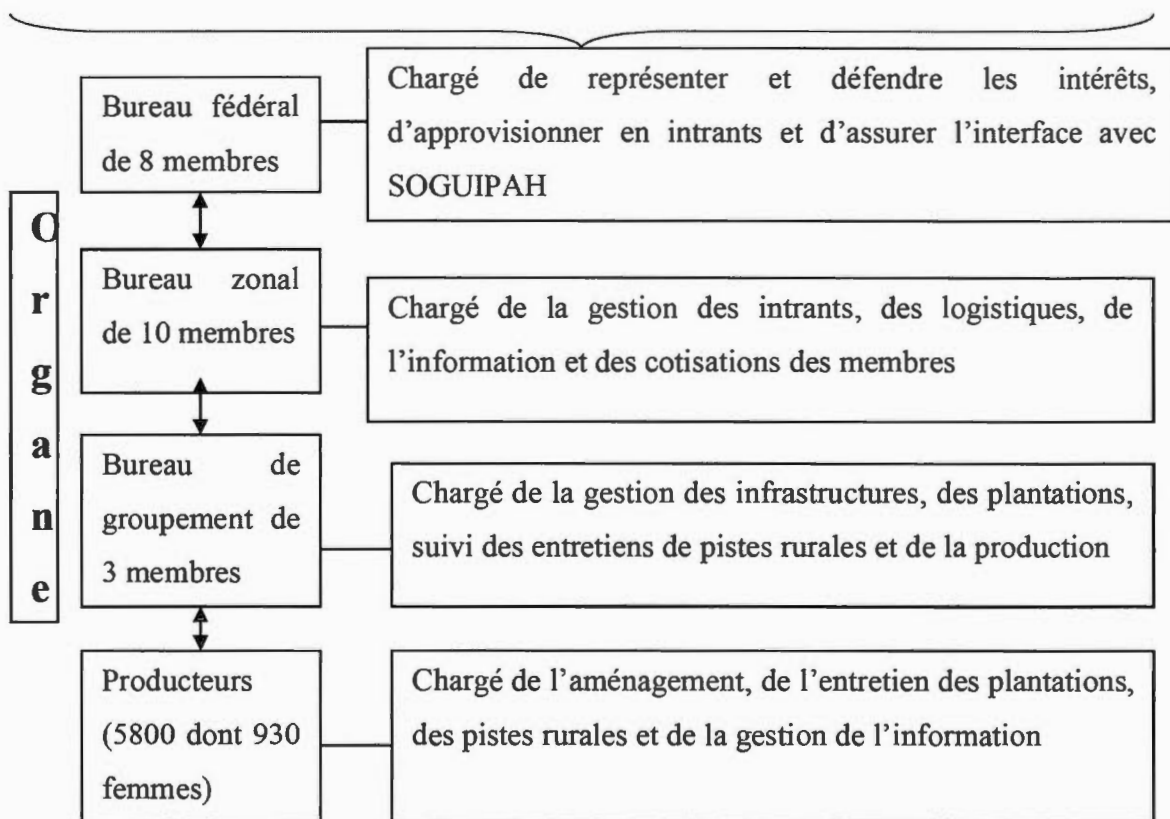 Organe
Bureau fédéral
de 8 membres
Chargé de représenter et défendre les intérêts,
d'approvisionner en intrants et d'assurer l'interface avec
SOGUIPAH
Bureau zonal
de 10 membres
Chargé de la gestion des intrants, des logistiques, de
l'information et des cotisations des membres
Bureau de
groupement de
3 membres
Chargé de la gestion des infrastructures, des plantations,
suivi des entretiens de pistes rurales et de la production
Producteurs
(5800 dont 930
femmes)
Chargé de l'aménagement, de l'entretien des plantations,
des pistes rurales et de la gestion de l'information